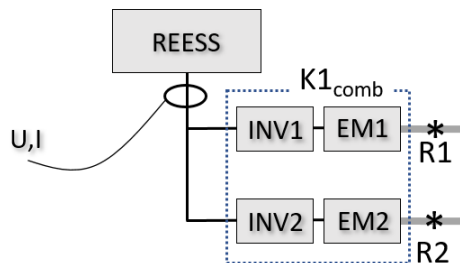 REESS
K1comb
U,I
INV1
EM1
R1
INV2
EM2
R2